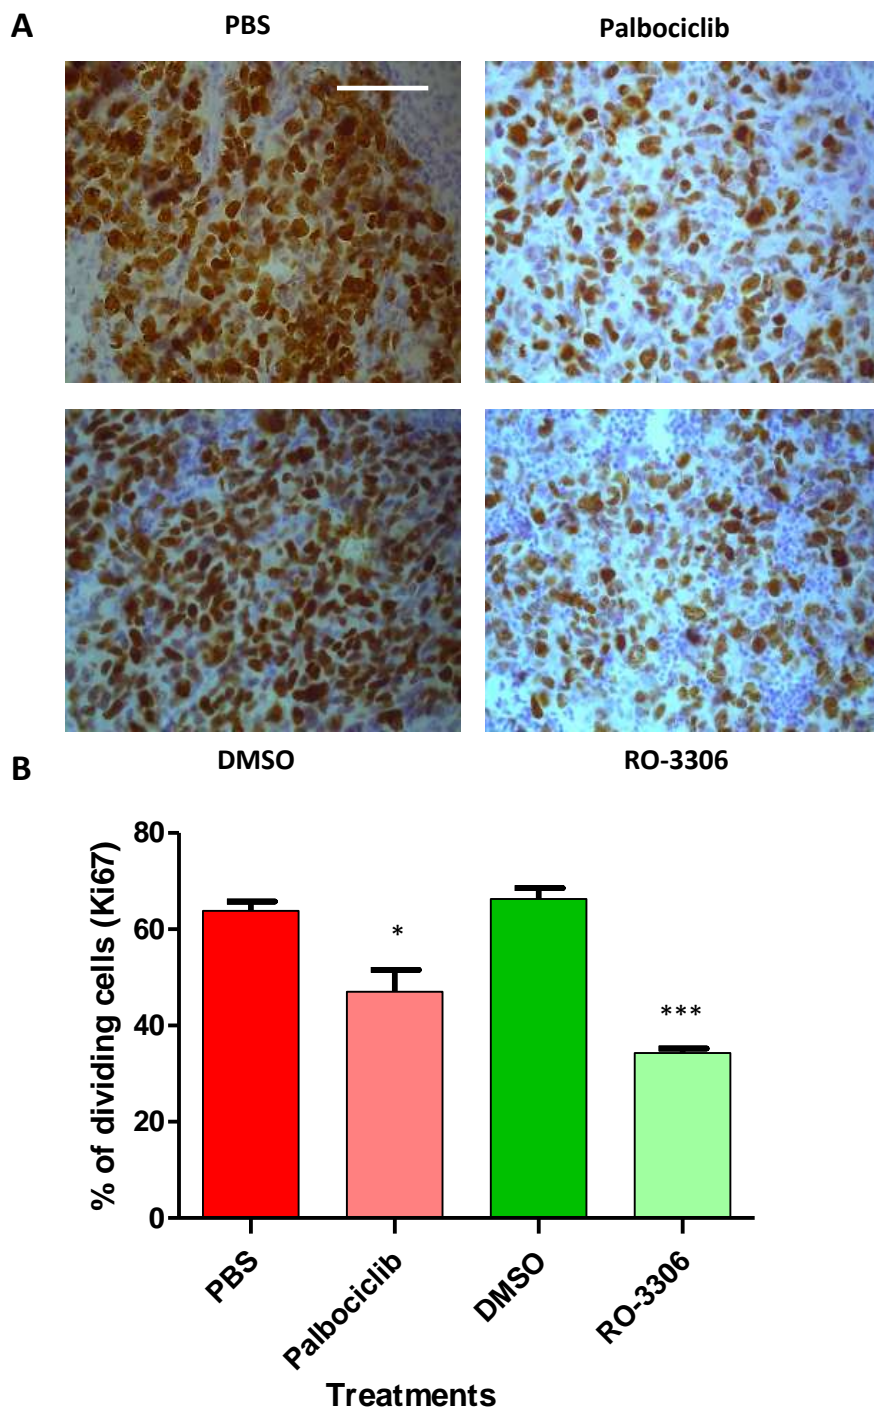 A
PBS
Palbociclib
DMSO
RO-3306
B
% of dividing cells (Ki67)
80
60
40
20
0
*
***
PBS
Palbociclib
DMSO
RO-3306
Treatments